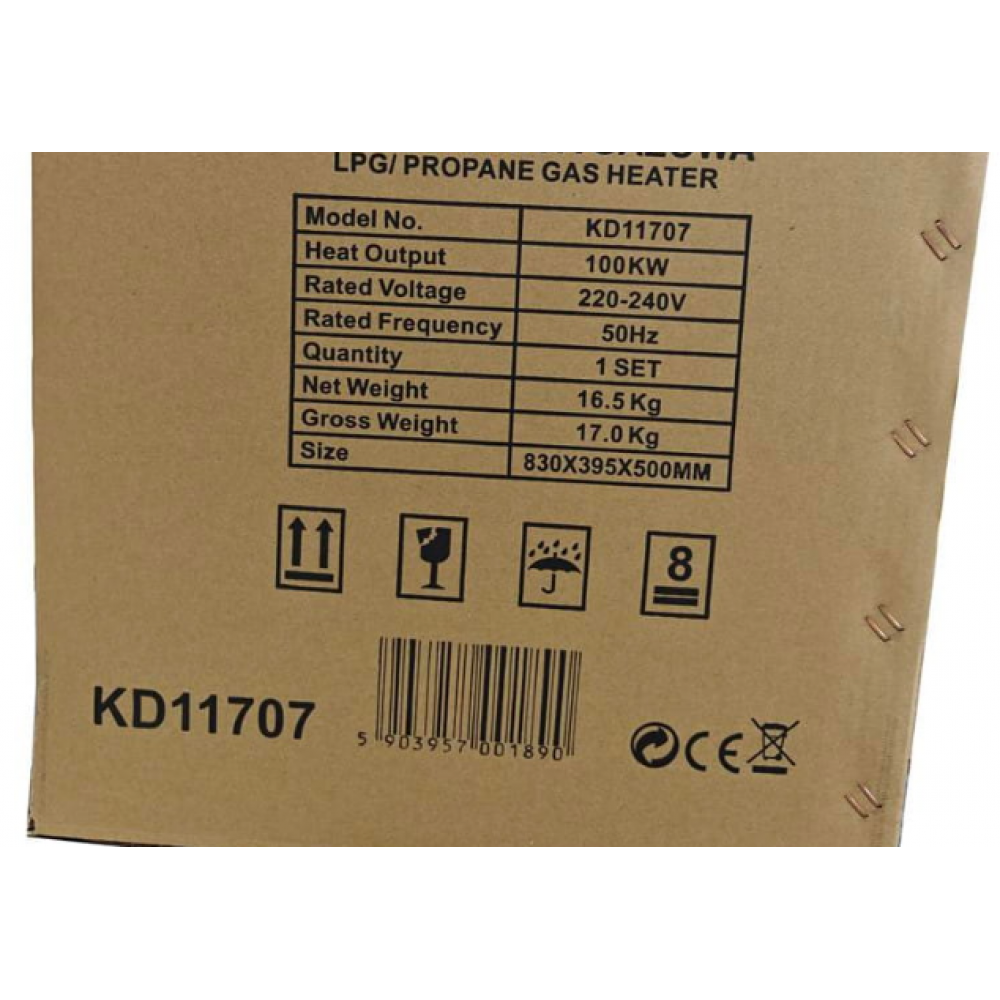 LPG/ PROPANE GAS HEATER
Model No. KD11707
Heat Output 100KW
Rated Voltage 220-240V
Rated Frequency 50Hz
Quantity 1 SET
Net Weight 16.5 Kg
Gross Weight 17.0 Kg
Size 830X395X500MM
8
KD11707
5 903957 001890
CE